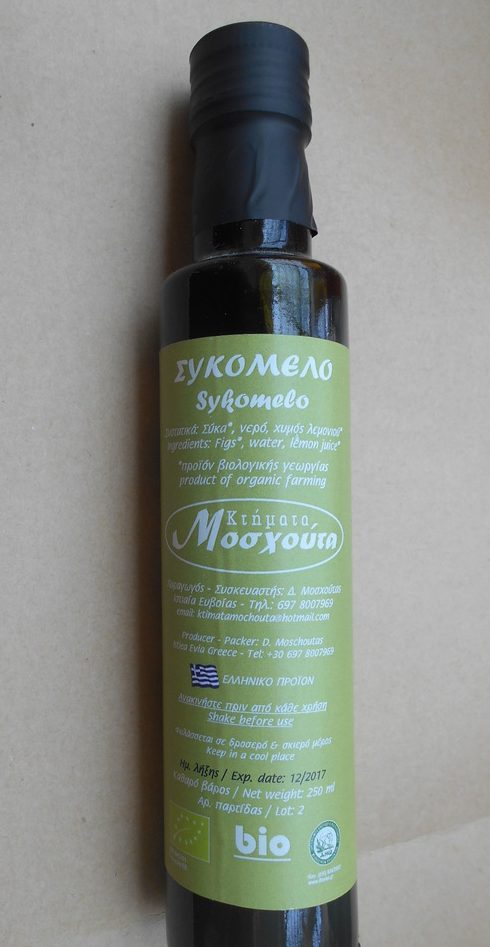 ΣΥΚΟΜΕΛΟ
Sykomelo
Συστατικά: Σύκα*, νερό, χυμός λεμονιού*
Ingredients: Figs*, water, lemon juice*
*προϊόν βιολογικής γεωργίας
product of organic farming
Κτήματα
Μοσχούτα
Παραγωγός - Συσκευαστής: Δ. Μοσχούτας
Ιστιαία Ευβοίας - Τηλ.: 697 8007969
email: ktimatamochouta@hotmail.com
Producer - Packer: D. Moschoutas
Istiea Evia Greece - Tel: +30 697 8007969
ΕΛΛΗΝΙΚΟ ΠΡΟΪΟΝ
Ανακινήστε πριν από κάθε χρήση
Shake before use
Φυλάσσεται σε δροσερό & σκιερό μέρος
Keep in a cool place
Ημ. λήξης / Exp. date: 12/2017
Καθαρό βάρος / Net weight: 250 ml
Αρ. παρτίδας / Lot: 2
bio